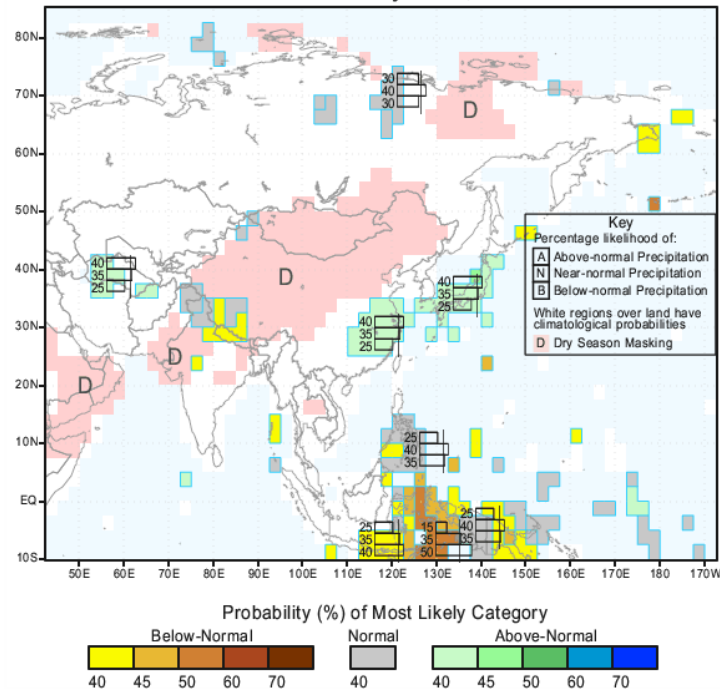 80N
70N
60N
50N
40N
30N
20N
10N
EQ
10S
50E 60E 70E 80E 90E 100E 110E 120E 130E 140E 150E 160E 170E 180 170W
30
40
30
D
40
35
25
D
40
35
25
40
35
25
D
D
25
40
35
25
35
40
15
35
50
25
40
35
Key
Percentage likelihood of:
A Above-normal Precipitation
N Near-normal Precipitation
B Below-normal Precipitation
White regions over land have
climatological probabilities
D Dry Season Masking
Probability (%) of Most Likely Category
Below-Normal Normal Above-Normal
40 45 50 60 70 40 40 45 50 60 70